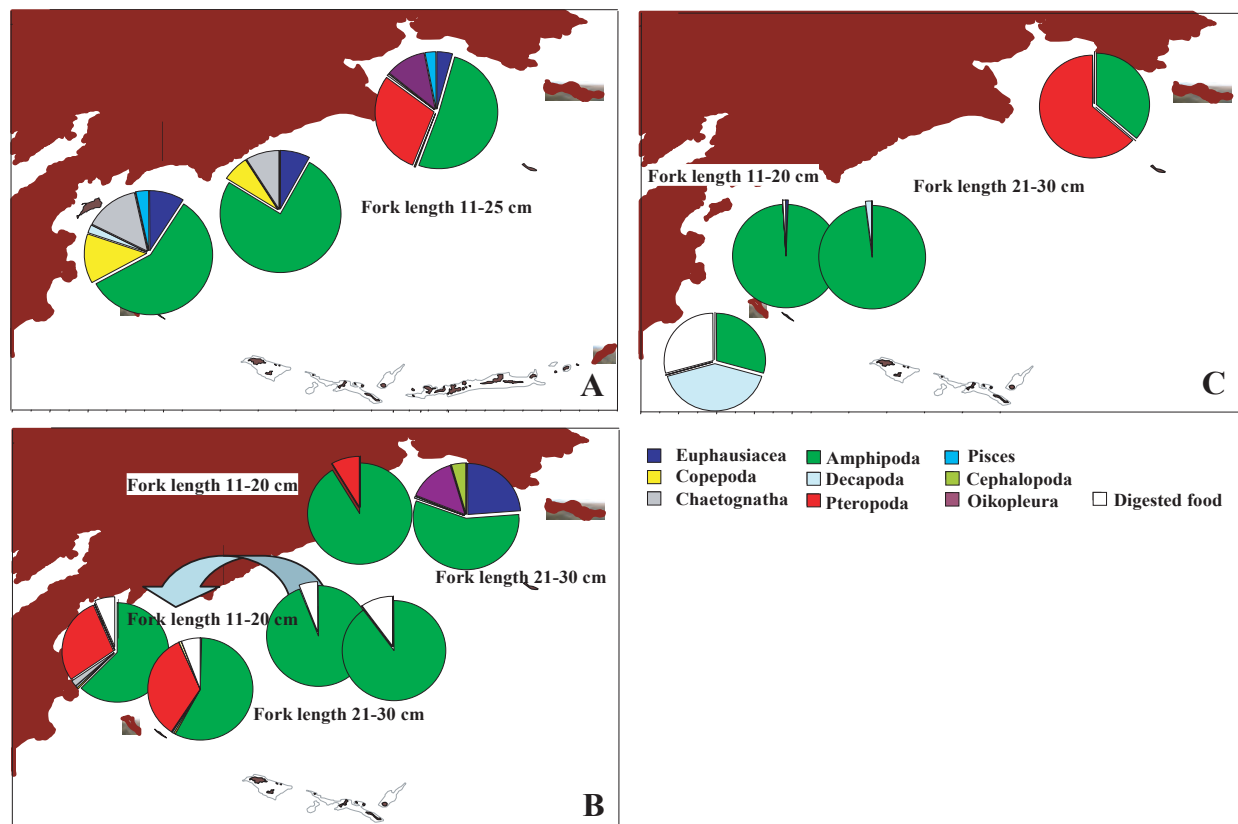 Fork length 11-25 cm
A
Fork length 11-20 cm
Fork length 21-30 cm
C
Fork length 11-20 cm
Fork length 21-30 cm
Fork length 11-20 cm
Fork length 21-30 cm
B
Euphausiacea
Amphipoda
Pisces
Copepoda
Decapoda
Cephalopoda
Chaetognatha
Pteropoda
Oikopleura
Digested food